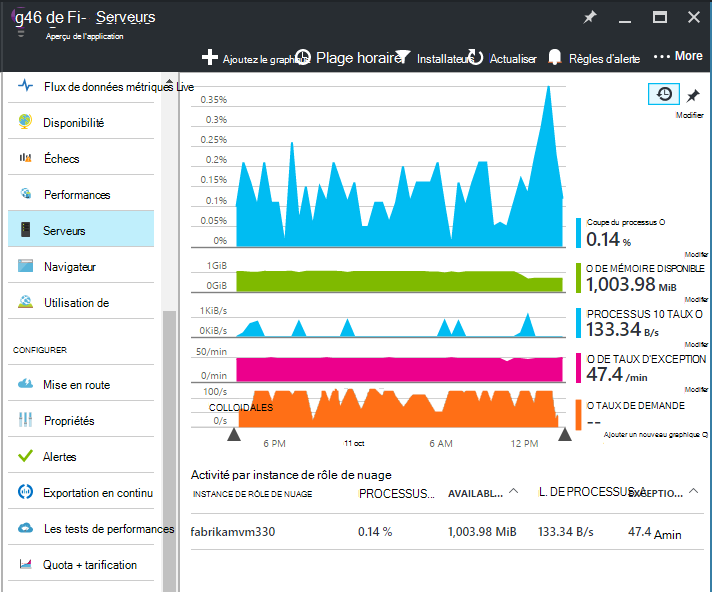 g46 de Fi- Serveurs
Aperçu de l'application
Ajoutez le graphique
Plage horaire
Installateurs
Actualiser
Règles d'alerte
More
Flux de données métriques Live
Disponibilité
Échecs
Performances
Serveurs
Navigateur
Utilisation de
CONFIGURER
Mise en route
Propriétés
Alertes
Exportation en continu
Les tests de performances
Quota + tarification
Modifier
0.35%
0.3%
0.25%
0.2%
0.15%
0.1%
0.05%
0%
Coupe du processus O
0.14 %
Modifier
1GiB
0GiB
O DE MÉMOIRE DISPONIBLE
1,003.98 MiB
Modifier
1KiB/s
0KiB/s
PROCESSUS 10 TAUX O
133.34 B/s
Modifier
50/min
0/min
O DE TAUX D'EXCEPTION
47.4 /min
Modifier
100/s
COLLOÏDALES
0/s
O TAUX DE DEMANDE
--
Ajouter un nouveau graphique Q
6 PM
11 oct
6 AM
12 PM
Activité par instance de rôle de nuage
INSTANCE DE RÔLE DE NUAGE
PROCESSUS...
AVAILABL...
L. DE PROCESSUS
EXCEPTIO...
fabrikamvm330
0.14 %
1,003.98 MiB
133.34 B/s
47.4 Amin